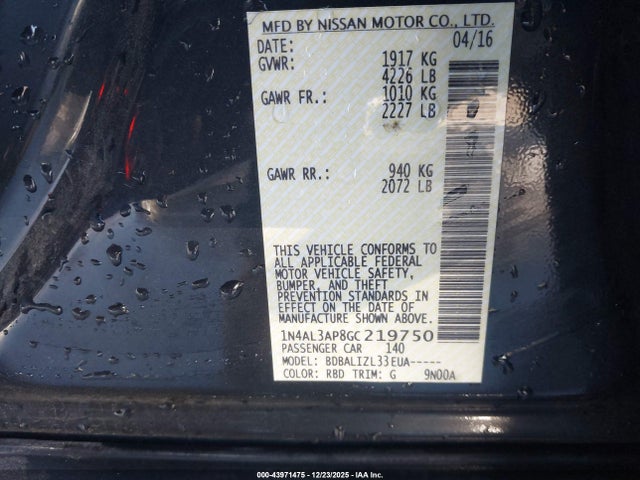 MFD BY NISSAN MOTOR CO., LTD.
DATE: 04/16
GVWR: 1917 KG
4226 LB
GAWR FR.: 1010 KG
2227 LB
GAWR RR.: 940 KG
2072 LB
THIS VEHICLE CONFORMS TO
ALL APPLICABLE FEDERAL
MOTOR VEHICLE SAFETY,
BUMPER, AND THEFT
PREVENTION STANDARDS IN
EFFECT ON THE DATE OF
MANUFACTURE SHOWN
ABOVE.
1N4AL3AP8GC219750
PASSENGER CAR 140
MODEL: BDBALIZL33EUA-----
COLOR: RBD TRIM: G 9N00A
000-43971475 - 12/23/2025 - IAA Inc.